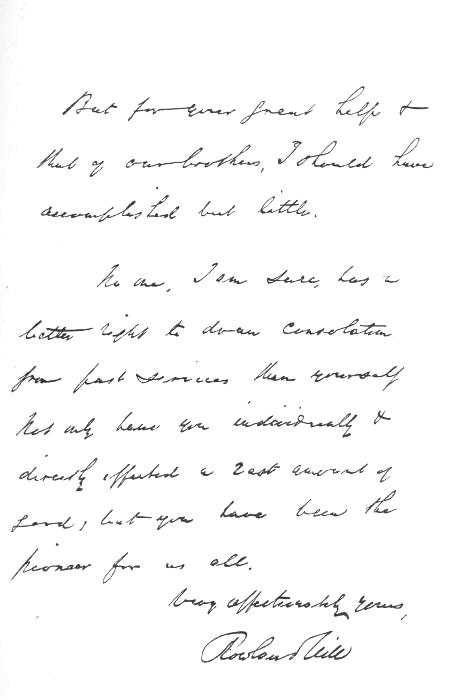 But for your great help &
that of our brothers, I should have
accomplished but little.
No one, I am sure, has a
better right to draw consolation
from past services than yourself
Not only have you individually &
directly effected a vast amount of
good, but you have been the
pioneer for us all.
Very affectionately yours,
Rowland Hill